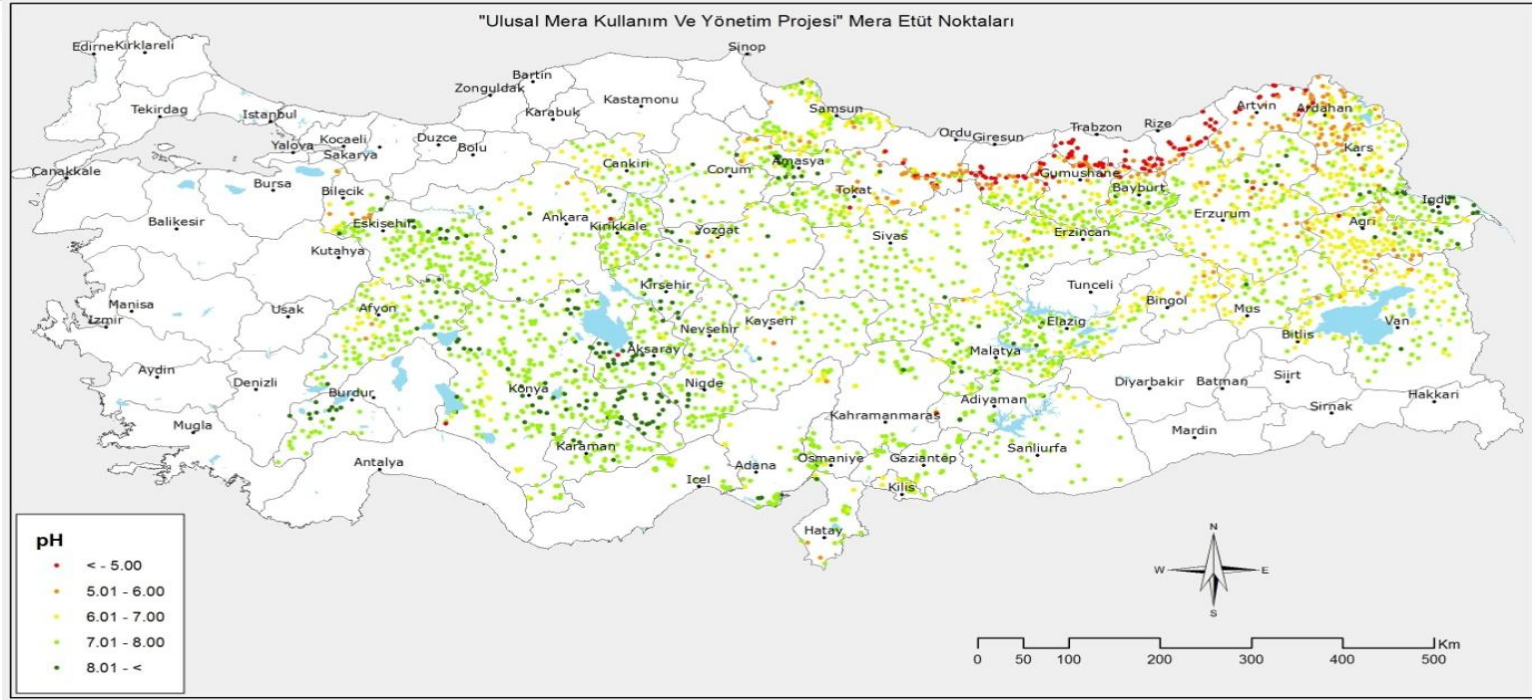 "Ulusal Mera Kullanım Ve Yönetim Projesi" Mera Etüt Noktaları
Edirne
Kırklareli
Sinop
Bartin
Zonguldak
Kastamonu
Karabuk
Tekirdag
Istanbul
Samsun
Artvin
Ardahan
Rize
Trabzon
Ordu
Giresun
Kocaeli
Duzce
Yalova
Sakarya
Bolu
Kars
Cankiri
Corum
Amasya
Canakkale
Gumushane
Bursa
Bilecik
Tokat
Bayburt
Igdir
Balikesir
Eskisehir
Ankara
Kirikkale
Yozgat
Sivas
Erzurum
Agri
Erzincan
Kutahya
Kirsehir
Tunceli
Manisa
Usak
Afyon
Bingol
Mus
Izmir
Nevsehir
Kayseri
Elazig
Van
Bitlis
Aksaray
Malatya
Aydin
Denizli
Burdur
Konya
Nigde
Diyarbakir
Batman
Siirt
Hakkari
Adiyaman
Sirnak
Kahramanmaras
Mugla
Mardin
Karaman
Sanliurfa
Antalya
Adana
Osmaniye
Gaziantep
Icel
Kilis
Hatay
pH
< - 5.00
5.01 - 6.00
6.01 - 7.00
7.01 - 8.00
8.01 - <
N
W
E
S
Km
0 50 100 200 300 400 500